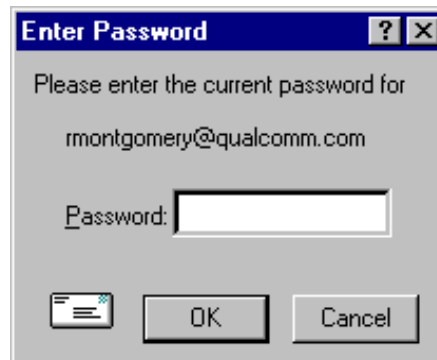 Enter Password
Please enter the current password for
rmontgomery@qualcomm.com
Password:
OK Cancel